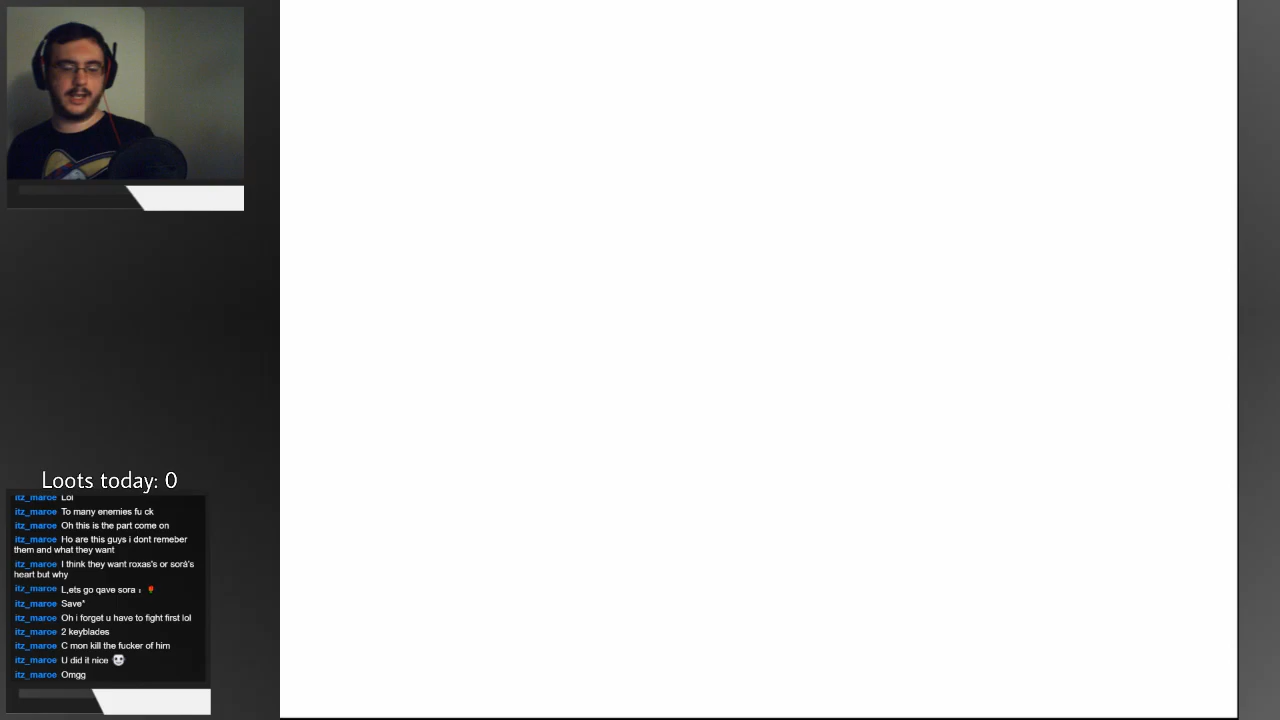 Loots today: 0
itz_maroe Lol
itz_maroe To many enemies fu ck
itz_maroe Oh this is the part come on
itz_maroe Ho are this guys i dont remeber
them and what they want
itz_maroe I think they want roxas's or sora's
heart but why
itz_maroe L,ets go qave sora :
itz_maroe Save*
itz_maroe Oh i forget u have to fight first lol
itz_maroe 2 keyblades
itz_maroe C mon kill the fucker of him
itz_maroe U did it nice
itz_maroe Omgg